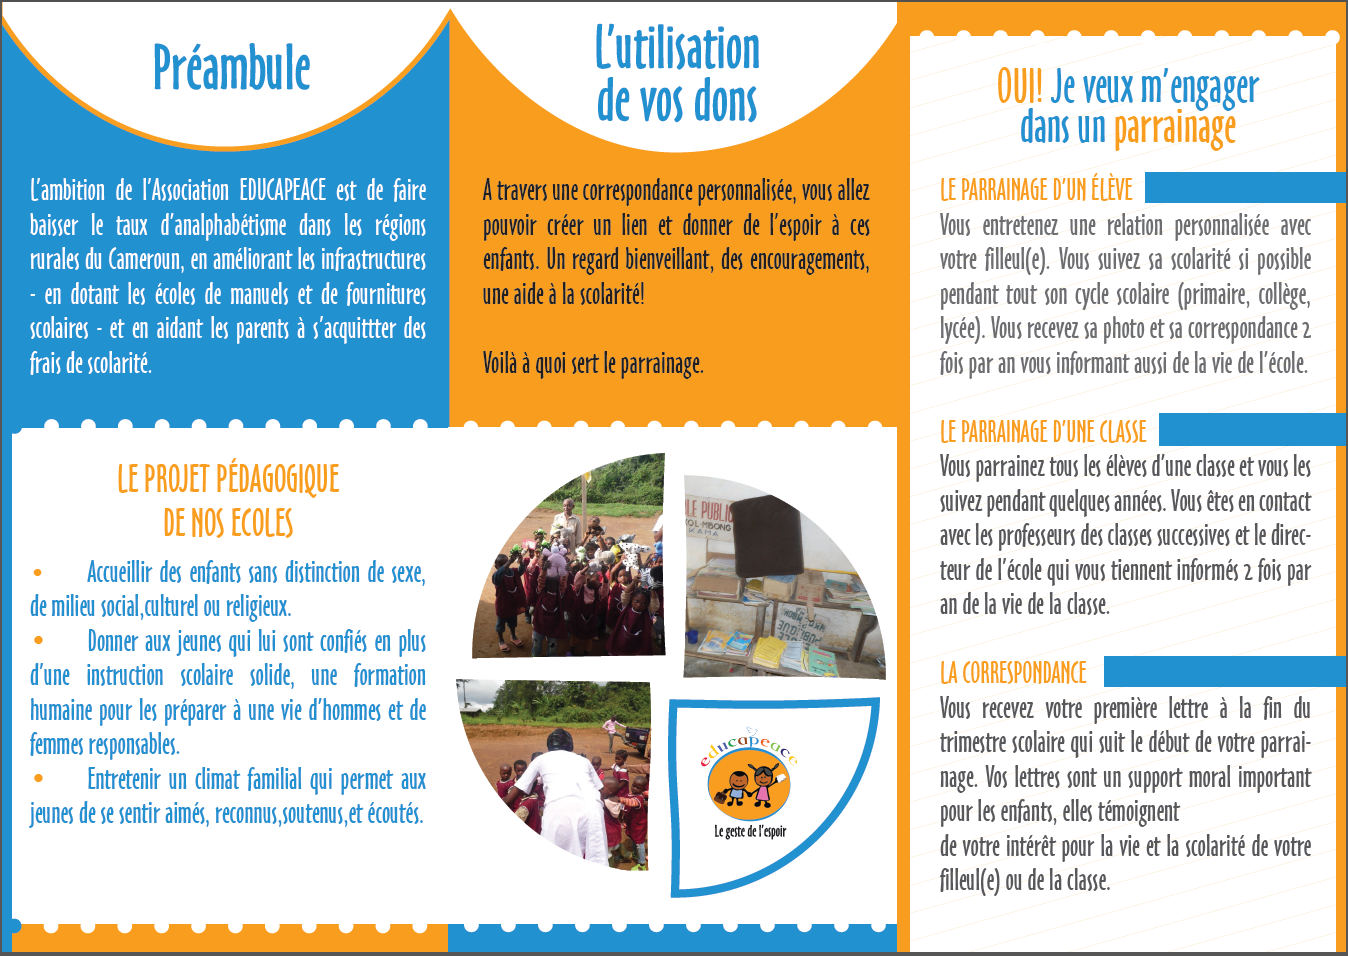 Préambule
L'ambition de l'Association EDUCAPEACE est de faire
baisser le taux d'analphabétisme dans les régions
rurales du Cameroun, en améliorant les infrastructures
- en dotant les écoles de manuels et de fournitures
scolaires - et en aidant les parents à s'acquittter des
frais de scolarité.
L'utilisation
de vos dons
A travers une correspondance personnalisée, vous allez
pouvoir créer un lien et donner de l'espoir à ces
enfants. Un regard bienveillant, des encouragements,
une aide à la scolarité!
Voilà à quoi sert le parrainage.
LE PROJET PÉDAGOGIQUE
DE NOS ECOLES
• Accueillir des enfants sans distinction de sexe,
de milieu social,culturel ou religieux.
• Donner aux jeunes qui lui sont confiés en plus
d'une instruction scolaire solide, une formation
humaine pour les préparer à une vie d'hommes et de
femmes responsables.
• Entretenir un climat familial qui permet aux
jeunes de se sentir aimés, reconnus,soutenus,et écoutés.
LE PUBLI
KOL-MBONG
KAMA
educapeace
Le geste de l'espoir
OUI! Je veux m'engager
dans un parrainage
LE PARRAINAGE D'UN ÉLÈVE
Vous entretenez une relation personnalisée avec
votre filleul(e). Vous suivez sa scolarité si possible
pendant tout son cycle scolaire (primaire, collège,
lycée). Vous recevez sa photo et sa correspondance 2
fois par an vous informant aussi de la vie de l'école.
LE PARRAINAGE D'UNE CLASSE
Vous parrainez tous les élèves d'une classe et vous les
suivez pendant quelques années. Vous êtes en contact
avec les professeurs des classes successives et le direc-
teur de l'école qui vous tiennent informés 2 fois par
an de la vie de la classe.
LA CORRESPONDANCE
Vous recevez votre première lettre à la fin du
trimestre scolaire qui suit le début de votre parrai-
nage. Vos lettres sont un support moral important
pour les enfants, elles témoignent
de votre intérêt pour la vie et la scolarité de votre
filleul(e) ou de la classe.